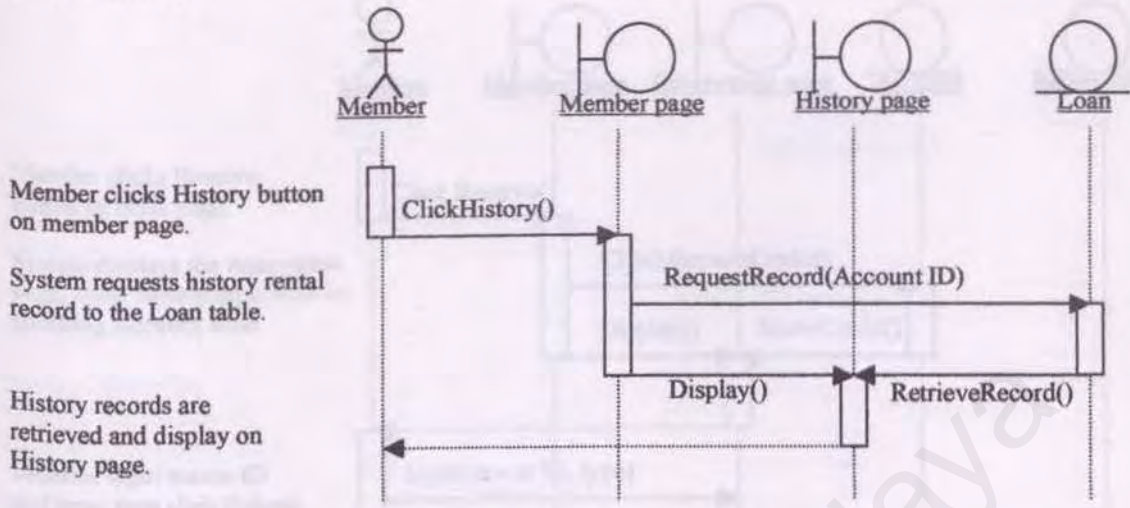 Member
Member page
History page
Loan
Member clicks History button
on member page.
ClickHistory()
System requests history rental
record to the Loan table.
RequestRecord(Account ID)
Display()
RetrieveRecord()
History records are
retrieved and display on
History page.